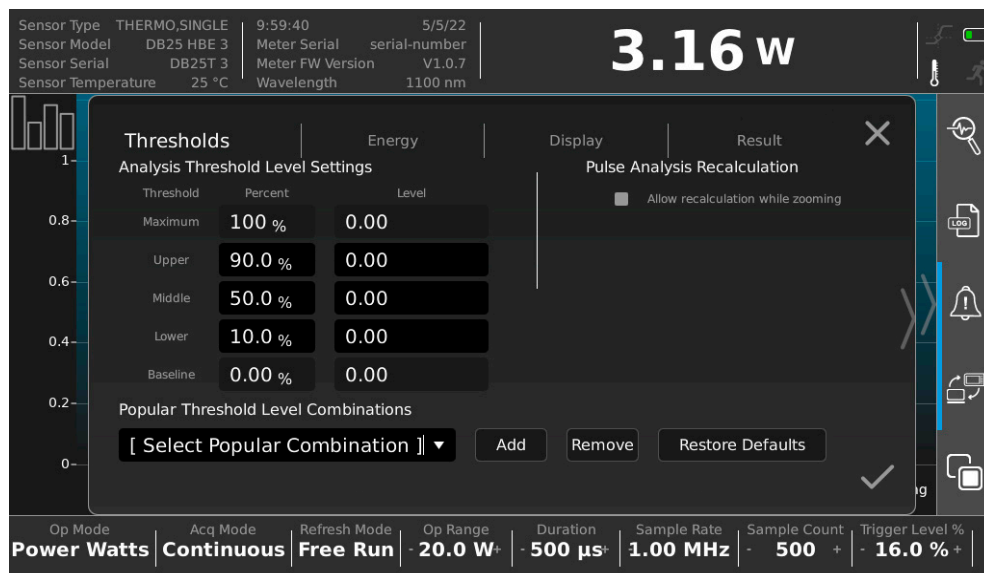 Sensor Type THERMO,SINGLE
Sensor Model DB25 HBE 3
Sensor Serial DB25T 3
Sensor Temperature 25 °C
9:59:40 5/5/22
Meter Serial serial-number
Meter FW Version V1.0.7
Wavelength 1100 nm
3.16 W
Thresholds Energy Display Result
Analysis Threshold Level Settings
Threshold Percent Level
Maximum 100 % 0.00
Upper 90.0 % 0.00
Middle 50.0 % 0.00
Lower 10.0 % 0.00
Baseline 0.00 % 0.00
Pulse Analysis Recalculation
Allow recalculation while zooming
Popular Threshold Level Combinations
[ Select Popular Combination ] Add Remove Restore Defaults
1
0.8
0.6
0.4
0.2
0
LOG
Op Mode Acq Mode Refresh Mode Op Range Duration Sample Rate Sample Count Trigger Level %
Power Watts Continuous Free Run - 20.0 W+ - 500 µs+ 1.00 MHz - 500 + - 16.0 % +